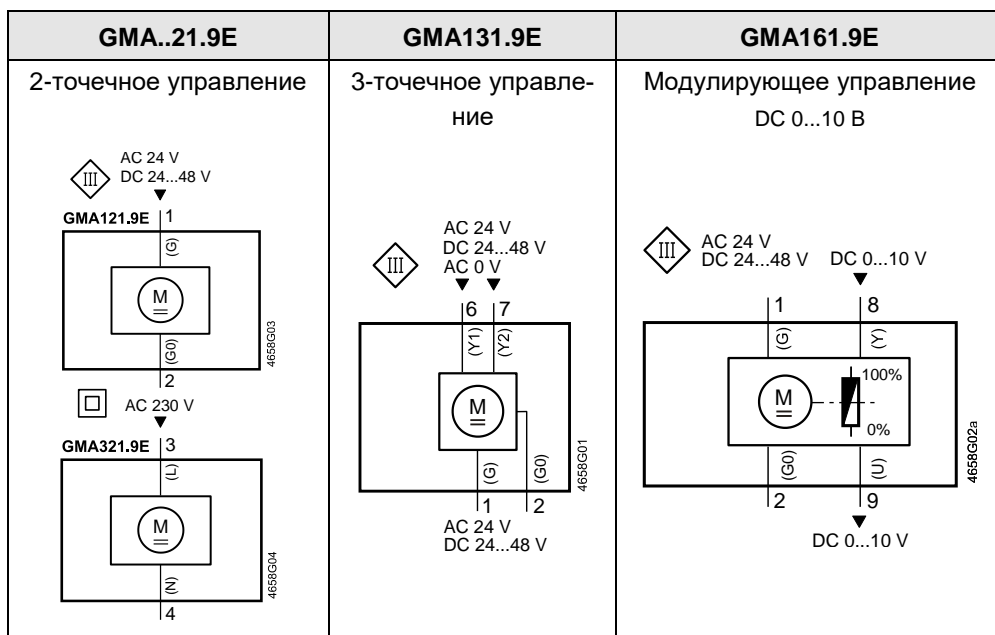 GMA..21.9E
GMA131.9E
GMA161.9E
2-точечное управление
3-точечное управле-
ние
Модулирующее управление
DC 0...10 В
III
AC 24 V
DC 24...48 V
GMA121.9E
1
(G)
M
(G0)
2
4658G03
AC 230 V
GMA321.9E
3
(L)
M
(N)
4
4658G04
III
AC 24 V
DC 24...48 V
AC 0 V
6
7
(Y1)
(Y2)
M
(G)
(G0)
1
2
AC 24 V
DC 24...48 V
4658G01
III
AC 24 V
DC 24...48 V
DC 0...10 V
1
8
(G)
(Y)
M
100%
0%
(G0)
(U)
2
9
DC 0...10 V
4658G02a